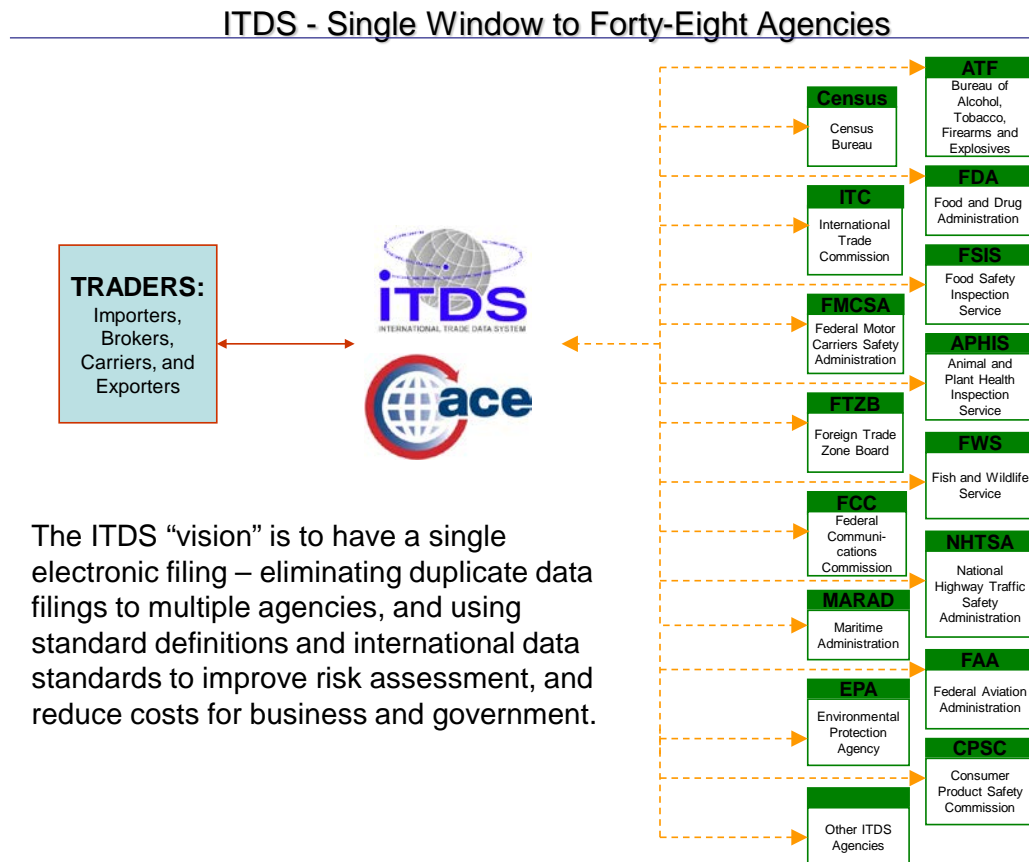 ITDS - Single Window to Forty-Eight Agencies
TRADERS:
Importers,
Brokers,
Carriers, and
Exporters
iTDS
INTERNATIONAL TRADE DATA SYSTEM
ace
The ITDS “vision” is to have a single
electronic filing – eliminating duplicate data
filings to multiple agencies, and using
standard definitions and international data
standards to improve risk assessment, and
reduce costs for business and government.
Census
Census
Bureau
ITC
International
Trade
Commission
FMCSA
Federal Motor
Carriers Safety
Administration
FTZB
Foreign Trade
Zone Board
FCC
Federal
Communi-
cations
Commission
MARAD
Maritime
Administration
EPA
Environmental
Protection
Agency
Other ITDS
Agencies
ATF
Bureau of
Alcohol,
Tobacco,
Firearms and
Explosives
FDA
Food and Drug
Administration
FSIS
Food Safety
Inspection
Service
APHIS
Animal and
Plant Health
Inspection
Service
FWS
Fish and Wildlife
Service
NHTSA
National
Highway Traffic
Safety
Administration
FAA
Federal Aviation
Administration
CPSC
Consumer
Product Safety
Commission